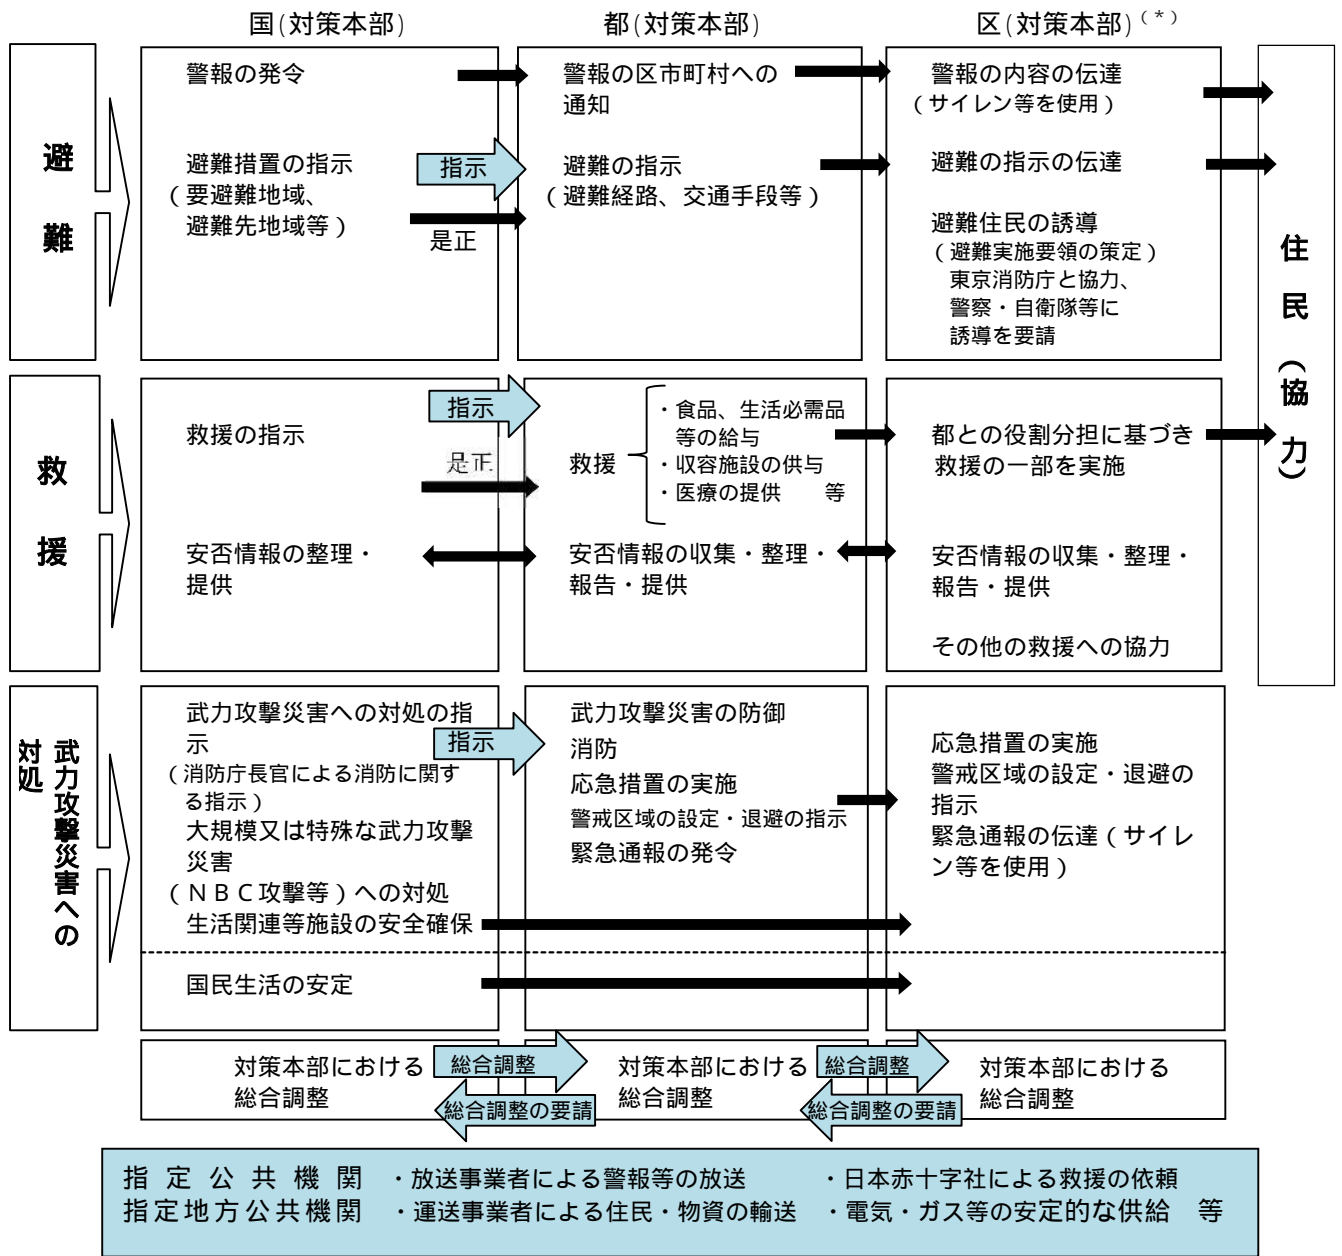 国(対策本部)
都(対策本部)
区(対策本部)(*)
避難
警報の発令
避難措置の指示
(要避難地域、
避難先地域等)
指示
是正
警報の区市町村への
通知
避難の指示
(避難経路、交通手段等)
警報の内容の伝達
(サイレン等を使用)
避難の指示の伝達
避難住民の誘導
(避難実施要領の策定)
東京消防庁と協力、
警察・自衛隊等に
誘導を要請
住民(協力)
救援
救援の指示
指示
是正
安否情報の整理・
提供
救援
・食品、生活必需品
等の給与
・収容施設の供与
・医療の提供 等
安否情報の収集・整理・
報告・提供
都との役割分担に基づき
救援の一部を実施
安否情報の収集・整理・
報告・提供
その他の救援への協力
武力攻撃災害への
対処
武力攻撃災害への対処の指
示
(消防庁長官による消防に関す
る指示)
大規模又は特殊な武力攻撃
災害
(NBC攻撃等)への対処
生活関連等施設の安全確保
指示
武力攻撃災害の防御
消防
応急措置の実施
警戒区域の設定・退避の指示
緊急通報の発令
応急措置の実施
警戒区域の設定・退避の
指示
緊急通報の伝達(サイレ
ン等を使用)
国民生活の安定
対策本部における
総合調整
総合調整
総合調整の要請
対策本部における
総合調整
総合調整
総合調整の要請
対策本部における
総合調整
指定公共機関 ・放送事業者による警報等の放送 ・日本赤十字社による救援の依頼
指定地方公共機関 ・運送事業者による住民・物資の輸送 ・電気・ガス等の安定的な供給 等